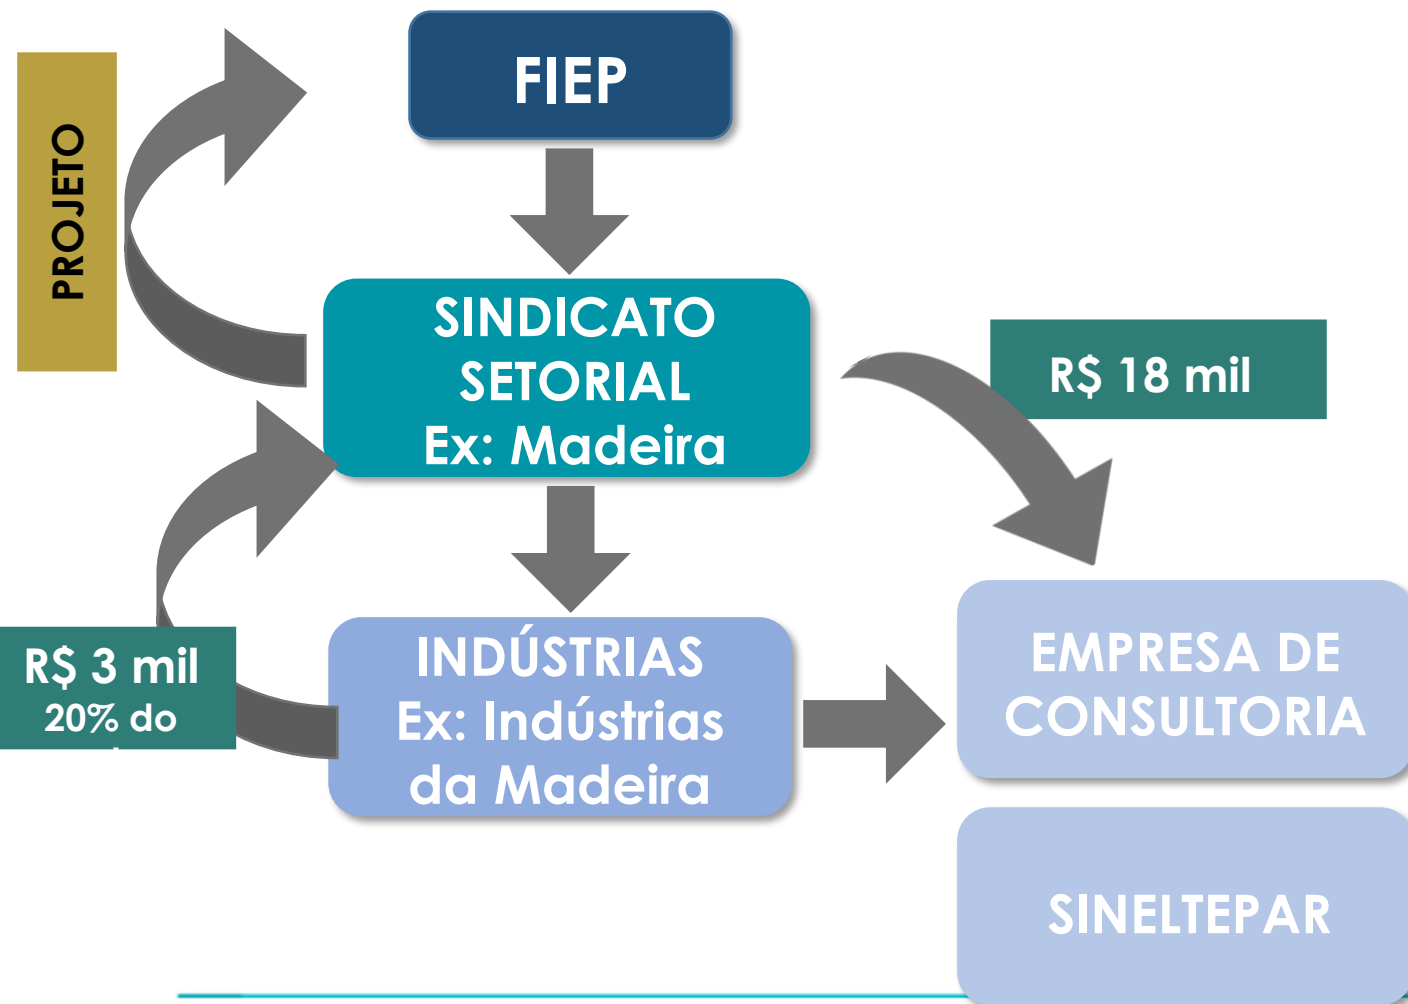 FIEP
PROJETO
SINDICATO
SETORIAL
Ex: Madeira
R$ 18 mil
R$ 3 mil
20% do
INDÚSTRIAS
Ex: Indústrias
da Madeira
EMPRESA DE
CONSULTORIA
SINELTEPAR